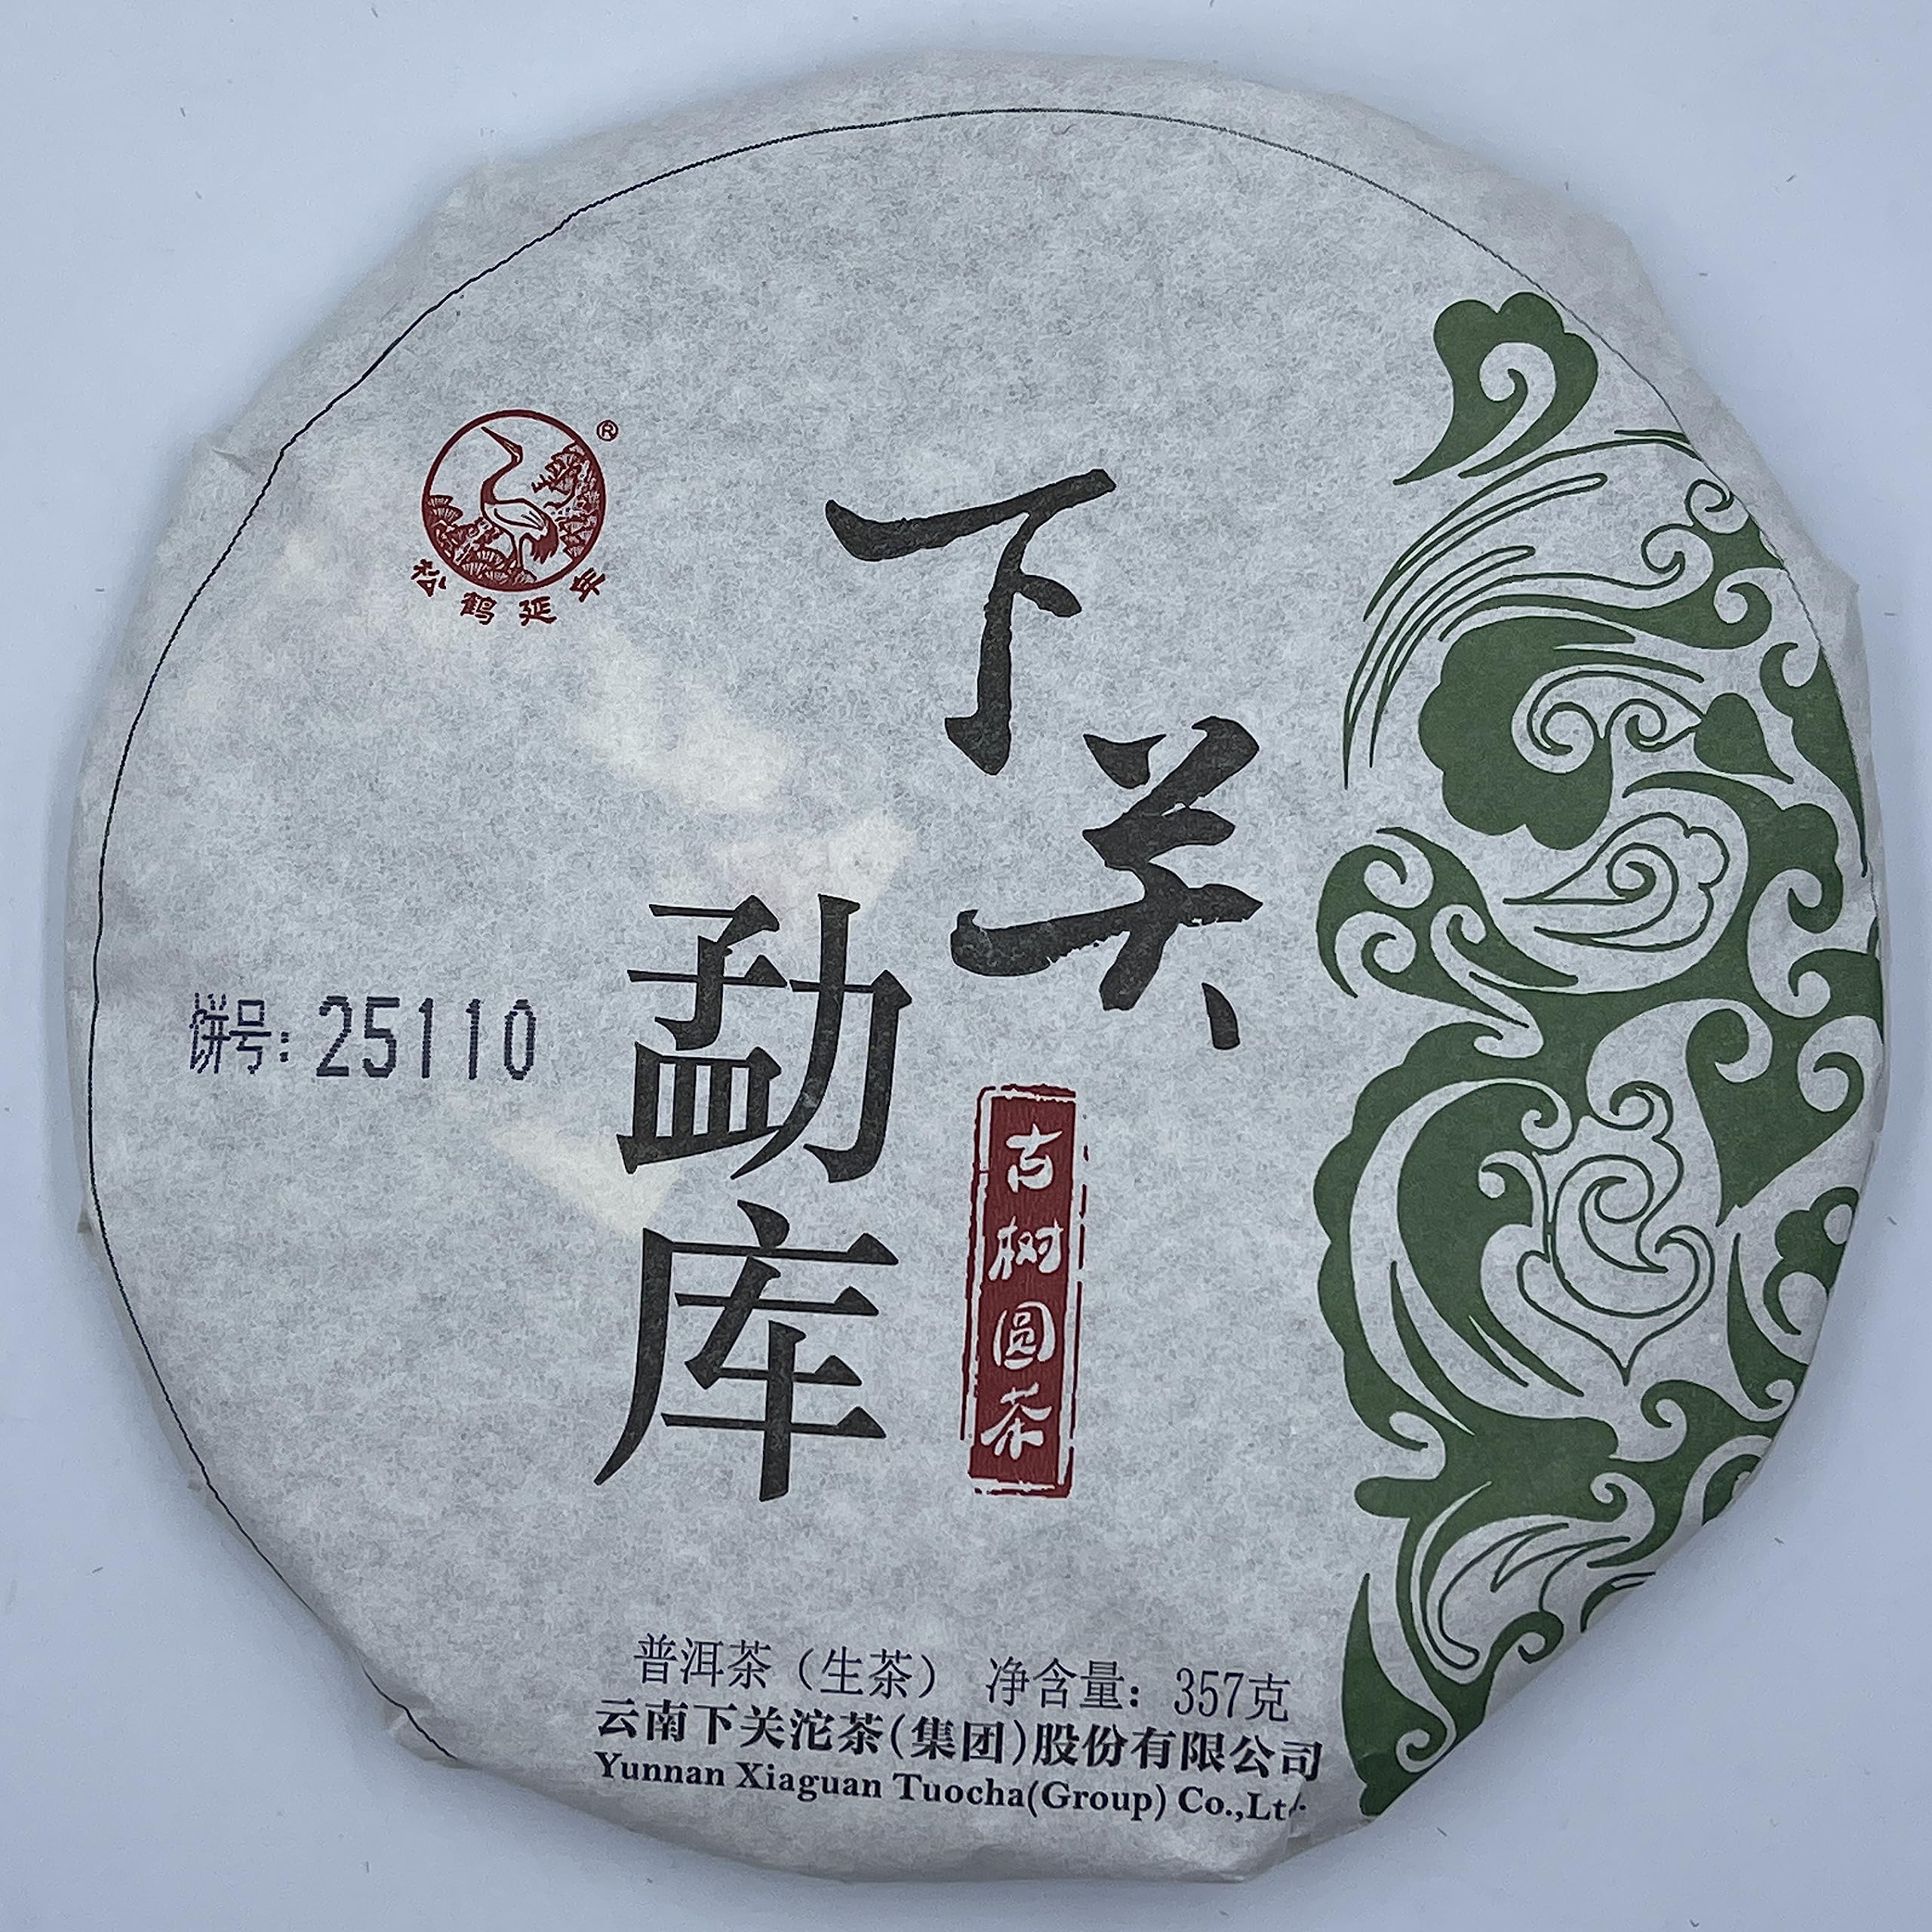 ®
松鹤延年
下关
勐库
古树圆茶
饼号：25110
普洱茶（生茶） 净含量：357克
云南下关沱茶(集团)股份有限公司
Yunnan Xiaguan Tuocha(Group) Co.,Lt